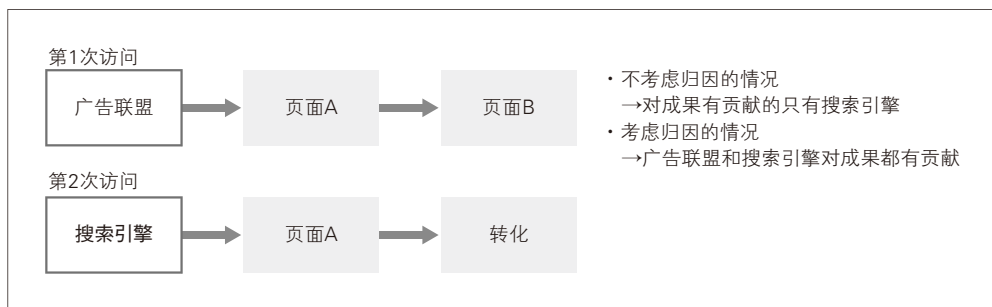 第1次访问
广告联盟
页面A
页面B
第2次访问
搜索引擎
页面A
转化
・不考虑归因的情况
→对成果有贡献的只有搜索引擎
・考虑归因的情况
→广告联盟和搜索引擎对成果都有贡献